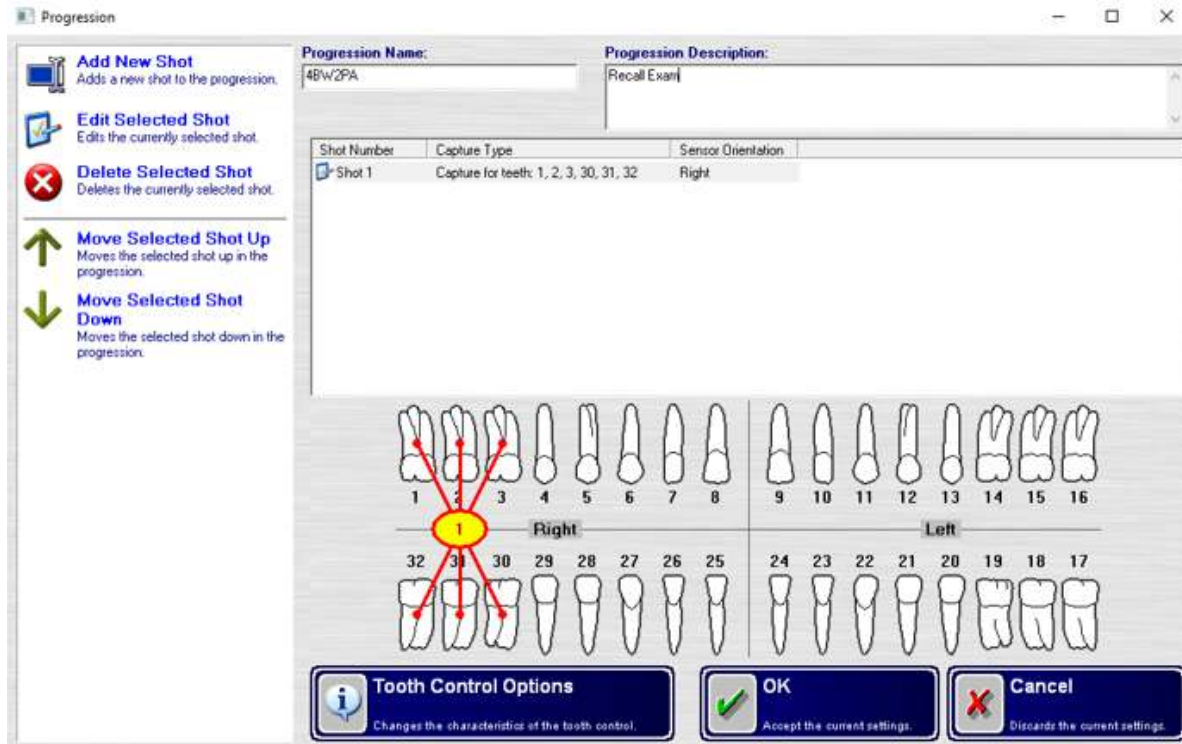 Progression
Add New Shot
Adds a new shot to the progression.
Edit Selected Shot
Edits the currently selected shot.
Delete Selected Shot
Deletes the currently selected shot.
Move Selected Shot Up
Moves the selected shot up in the
progression.
Move Selected Shot
Down
Moves the selected shot down in the
progression.
Progression Name:
4BW/2PA
Progression Description:
Recall Exam
Shot Number Capture Type Sensor Orientation
Shot 1 Capture for teeth: 1, 2, 3, 30, 31, 32 Right
1 2 3 4 5 6 7 8 9 10 11 12 13 14 15 16
1 Right Left
32 31 30 29 28 27 26 25 24 23 22 21 20 19 18 17
Tooth Control Options
Changes the characteristics of the tooth control.
OK
Accept the current settings.
Cancel
Discards the current settings.